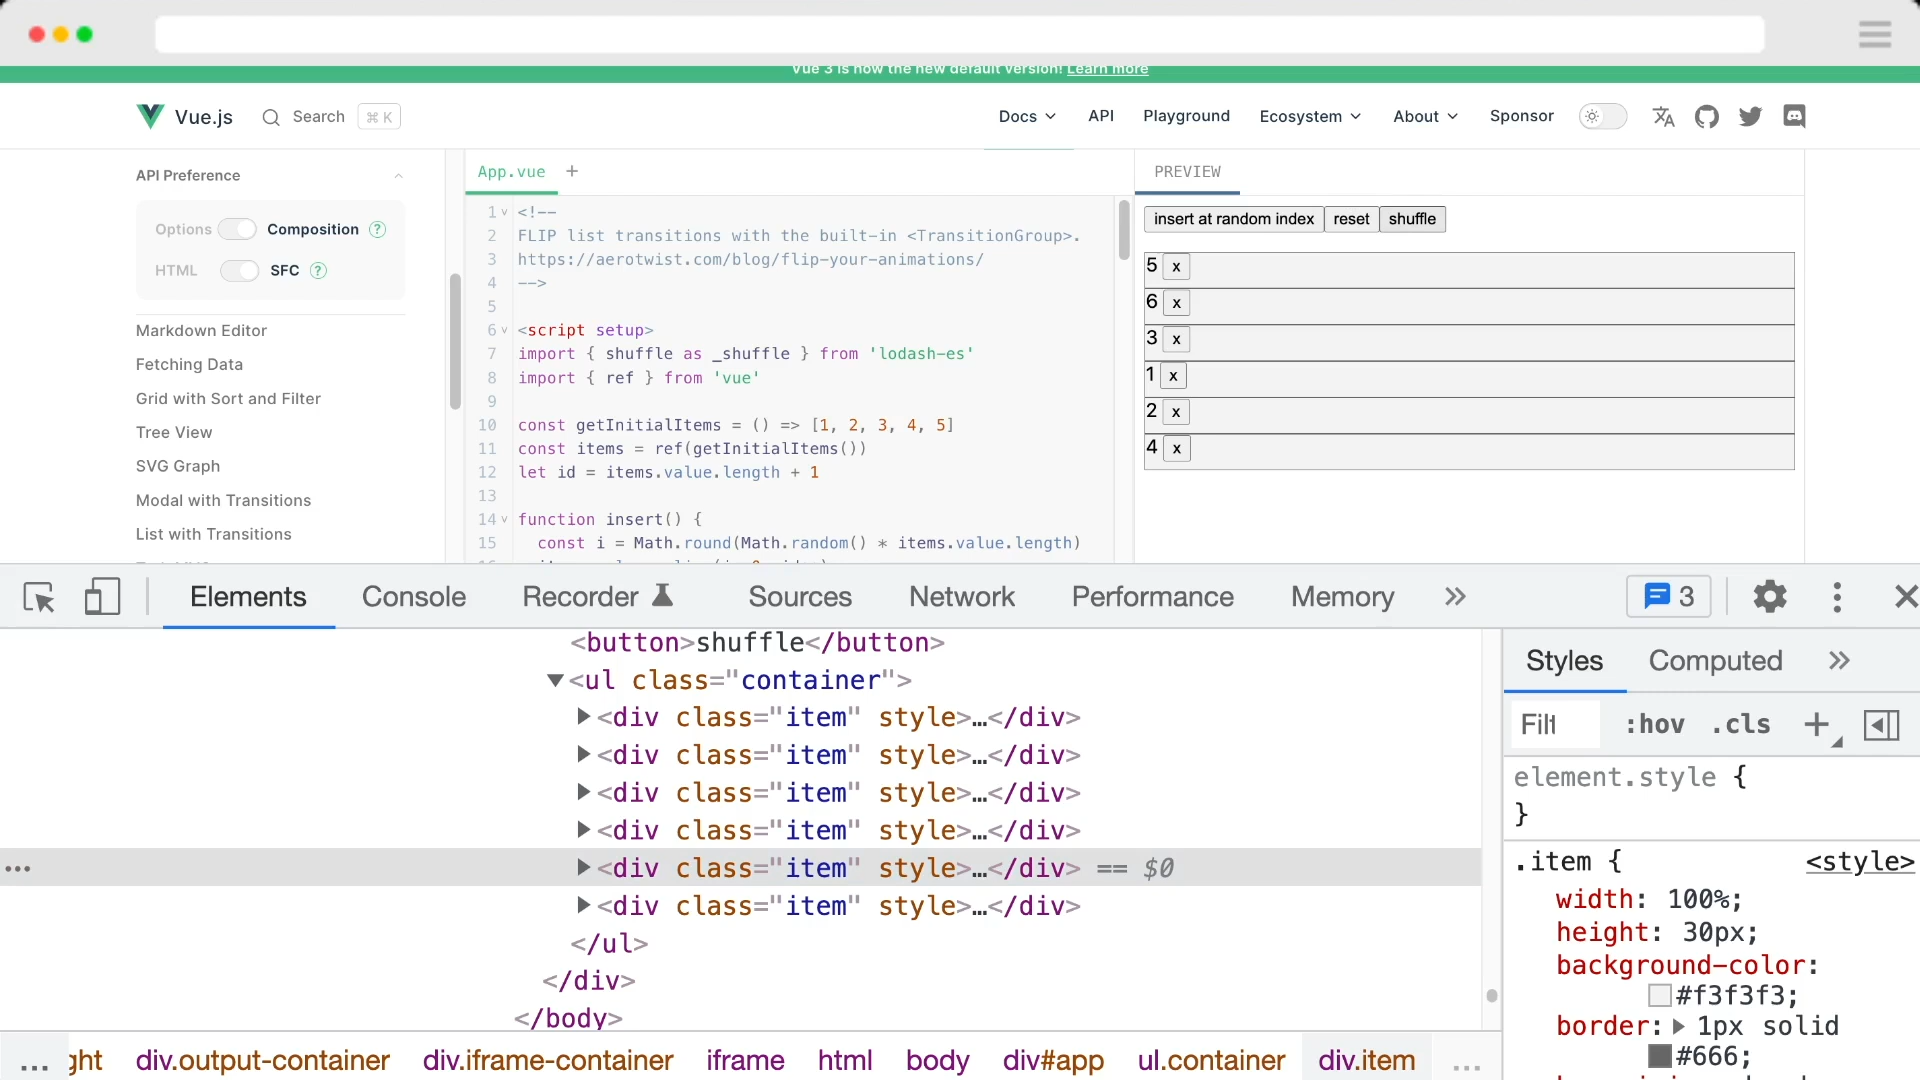 Vue 3 is now the new default version! Learn more
Vue.js Search ⌘ K Docs API Playground Ecosystem About Sponsor
API Preference
Options Composition ?
HTML SFC ?
Markdown Editor
Fetching Data
Grid with Sort and Filter
Tree View
SVG Graph
Modal with Transitions
List with Transitions
App.vue +
1 <!--
2 FLIP list transitions with the built-in <TransitionGroup>.
3 https://aerotwist.com/blog/flip-your-animations/
4 -->
5
6 <script setup>
7 import { shuffle as _shuffle } from 'lodash-es'
8 import { ref } from 'vue'
9
10 const getInitialItems = () => [1, 2, 3, 4, 5]
11 const items = ref(getInitialItems())
12 let id = items.value.length + 1
13
14 function insert() {
15 const i = Math.round(Math.random() * items.value.length)
PREVIEW
insert at random index reset shuffle
5 x
6 x
3 x
1 x
2 x
4 x
Elements Console Recorder Sources Network Performance Memory » 3
<button>shuffle</button>
<ul class="container">
<div class="item" style>…</div>
<div class="item" style>…</div>
<div class="item" style>…</div>
<div class="item" style>…</div>
... <div class="item" style>…</div> == $0
<div class="item" style>…</div>
</ul>
</div>
</body>
... ght div.output-container div.iframe-container iframe html body div#app ul.container div.item ...
Styles Computed »
Filt :hov .cls +
element.style {
}
.item { <style>
width: 100%;
height: 30px;
background-color:
#f3f3f3;
border: 1px solid
#666;